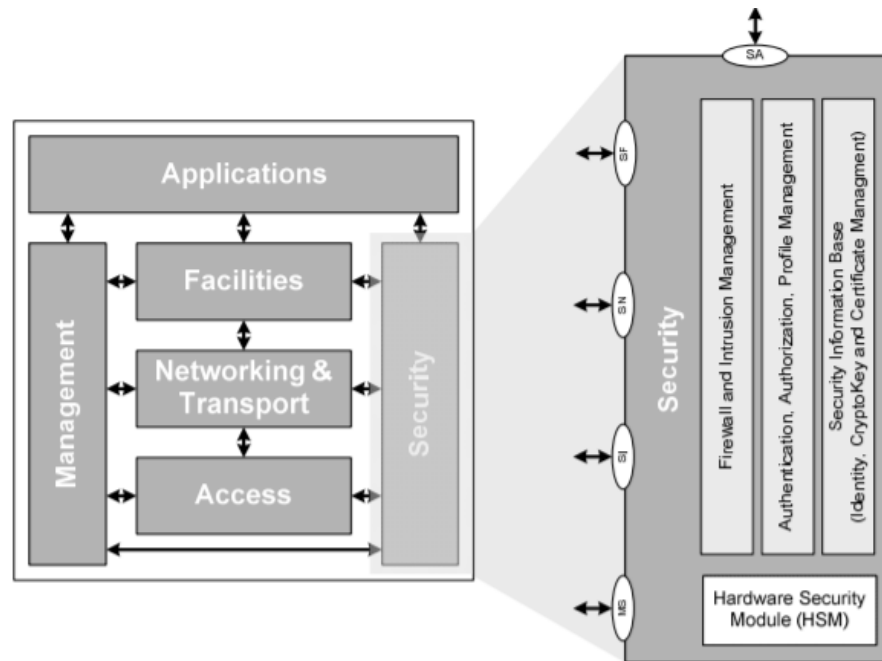 Applications
Management
Facilities
Networking &
Transport
Access
Security
SA
SF
SN
SI
MS
Security
Firewall and Intrusion Management
Authentication, Authorization, Profile Management
Security Information Base
(Identity, CryptoKey and Certificate Managment)
Hardware Security
Module (HSM)